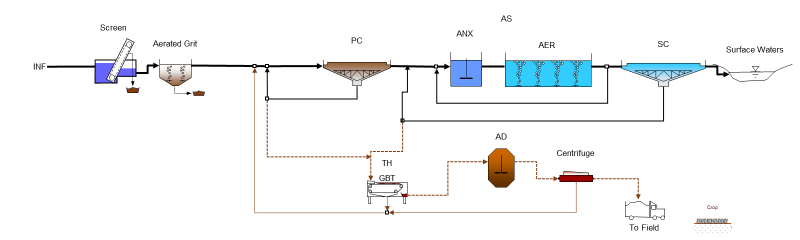 AS
Screen
ANX
Aerated Grit
PC
AER
SC
Surface Waters
INF
AD
Centrifuge
TH
GBT
Crop
To Field